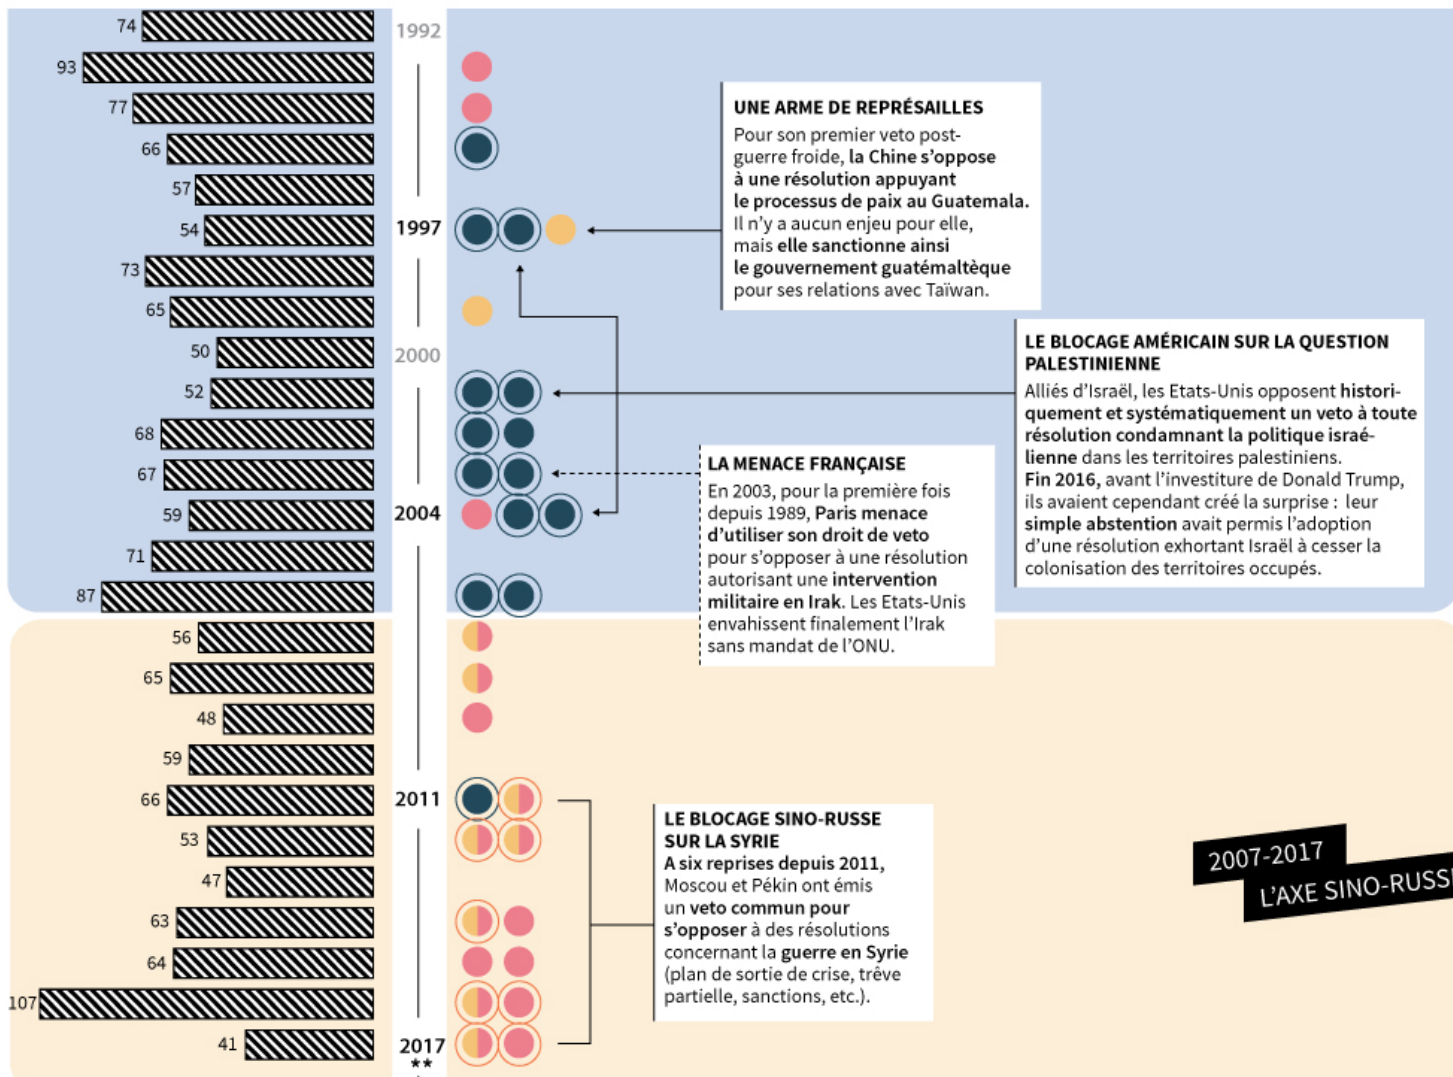 74
1992
93
77
66
57
54
1997
73
65
50
2000
52
68
67
59
2004
71
87
56
65
48
59
66
2011
53
47
63
64
107
41
2017
**
UNE ARME DE REPRÉSAILLES
Pour son premier veto post-
guerre froide, la Chine s'oppose
à une résolution appuyant
le processus de paix au Guatemala.
Il n'y a aucun enjeu pour elle,
mais elle sanctionne ainsi
le gouvernement guatémaltèque
pour ses relations avec Taïwan.
LE BLOCAGE AMÉRICAIN SUR LA QUESTION
PALESTINIENNE
Alliés d'Israël, les Etats-Unis opposent histori-
quement et systématiquement un veto à toute
résolution condamnant la politique israé-
lienne dans les territoires palestiniens.
Fin 2016, avant l'investiture de Donald Trump,
ils avaient cependant créé la surprise : leur
simple abstention avait permis l'adoption
d'une résolution exhortant Israël à cesser la
colonisation des territoires occupés.
LA MENACE FRANÇAISE
En 2003, pour la première fois
depuis 1989, Paris menace
d'utiliser son droit de veto
pour s'opposer à une résolution
autorisant une intervention
militaire en Irak. Les Etats-Unis
envahissent finalement l'Irak
sans mandat de l'ONU.
LE BLOCAGE SINO-RUSSE
SUR LA SYRIE
A six reprises depuis 2011,
Moscou et Pékin ont émis
un veto commun pour
s'opposer à des résolutions
concernant la guerre en Syrie
(plan de sortie de crise, trêve
partielle, sanctions, etc.).
2007-2017
L'AXE SINO-RUSSE